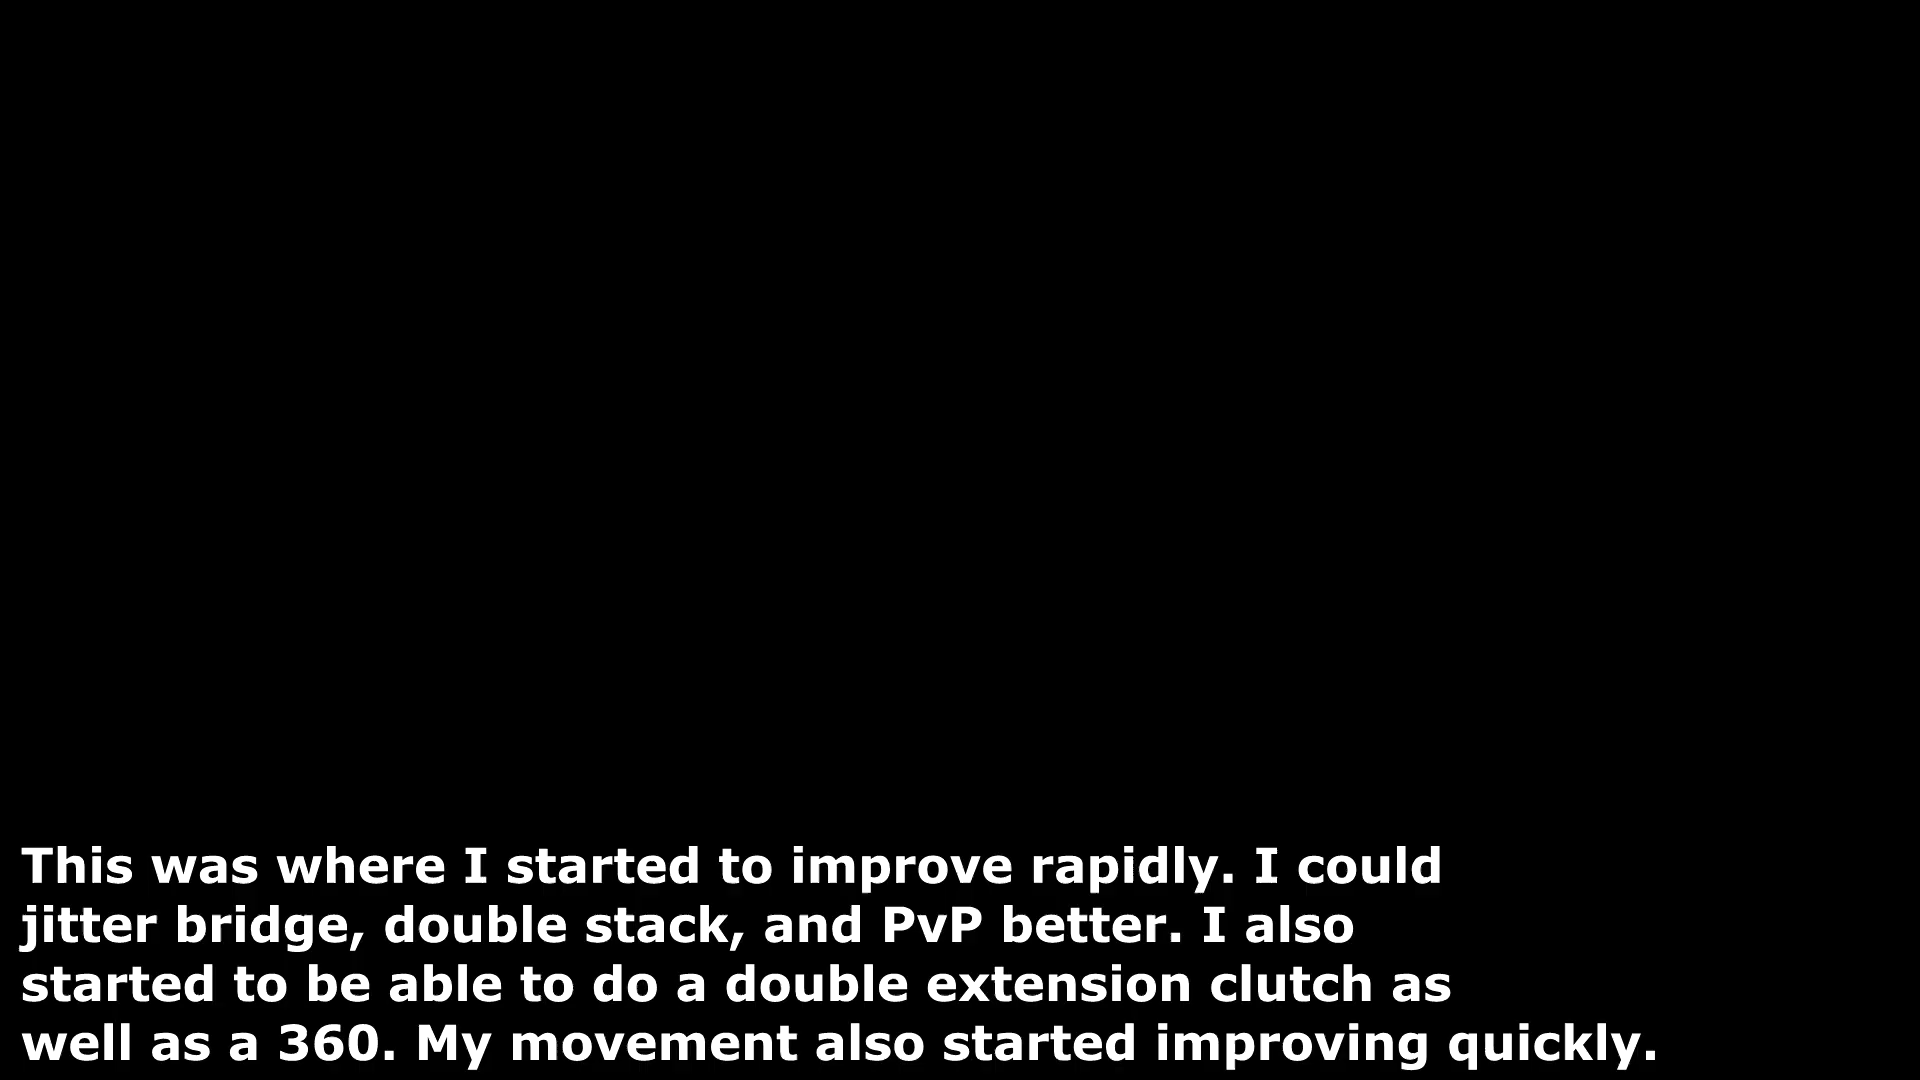 This was where I started to improve rapidly. I could
jitter bridge, double stack, and PvP better. I also
started to be able to do a double extension clutch as
well as a 360. My movement also started improving quickly.